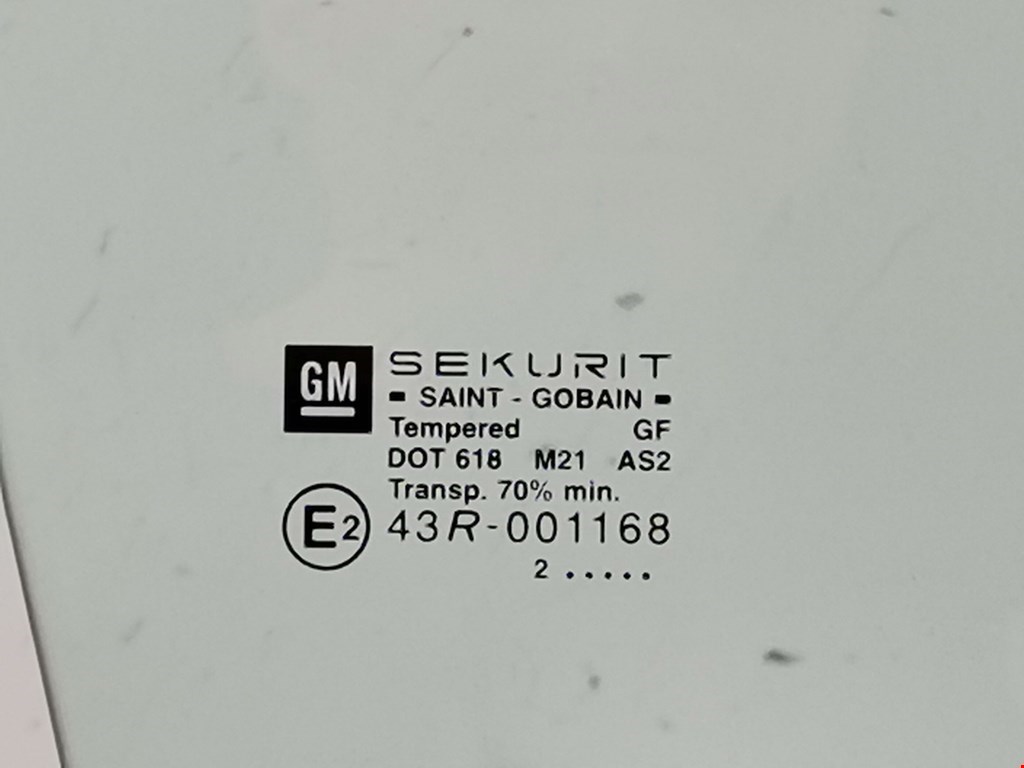 GM
SEKURIT
- SAINT - GOBAIN -
Tempered GF
DOT 618 M21 AS2
Transp. 70% min.
E2 43R-001168
2 .....